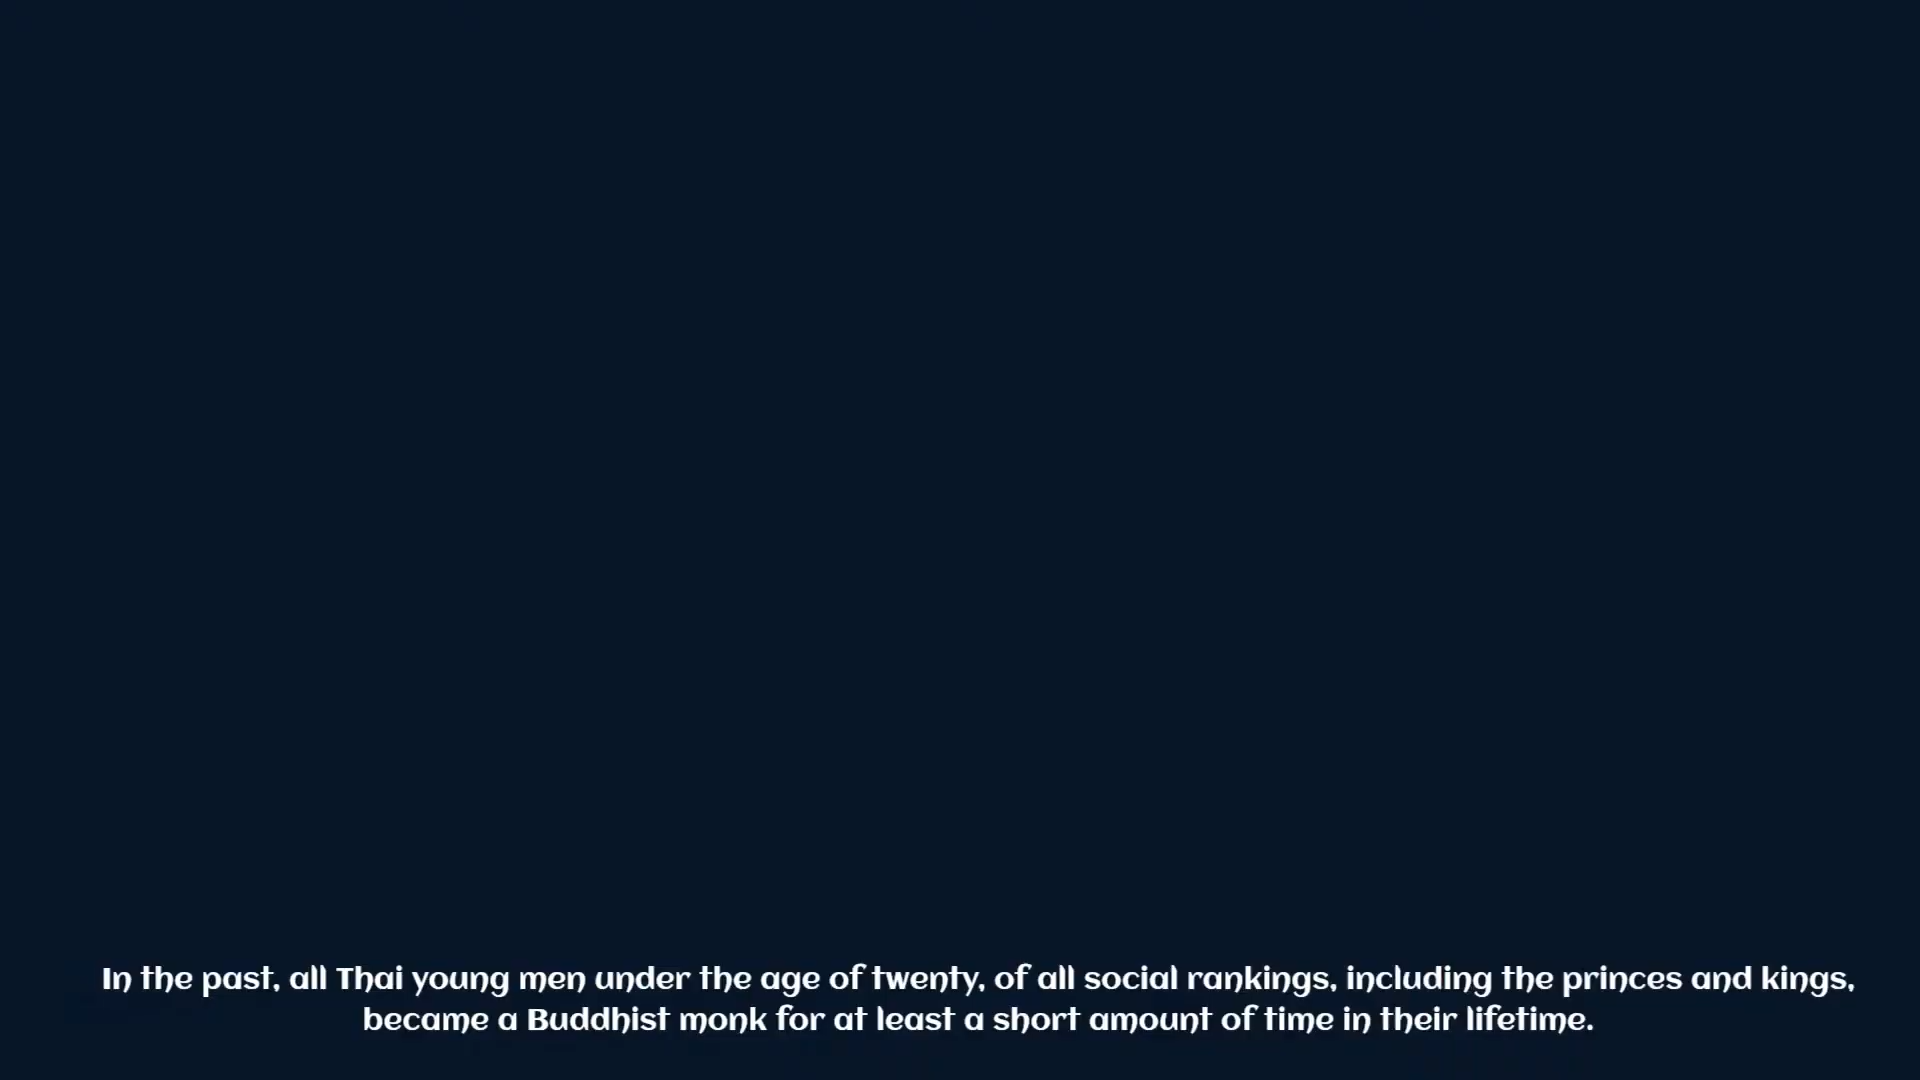 In the past, all Thai young men under the age of twenty, of all social rankings, including the princes and kings,
became a Buddhist monk for at least a short amount of time in their lifetime.